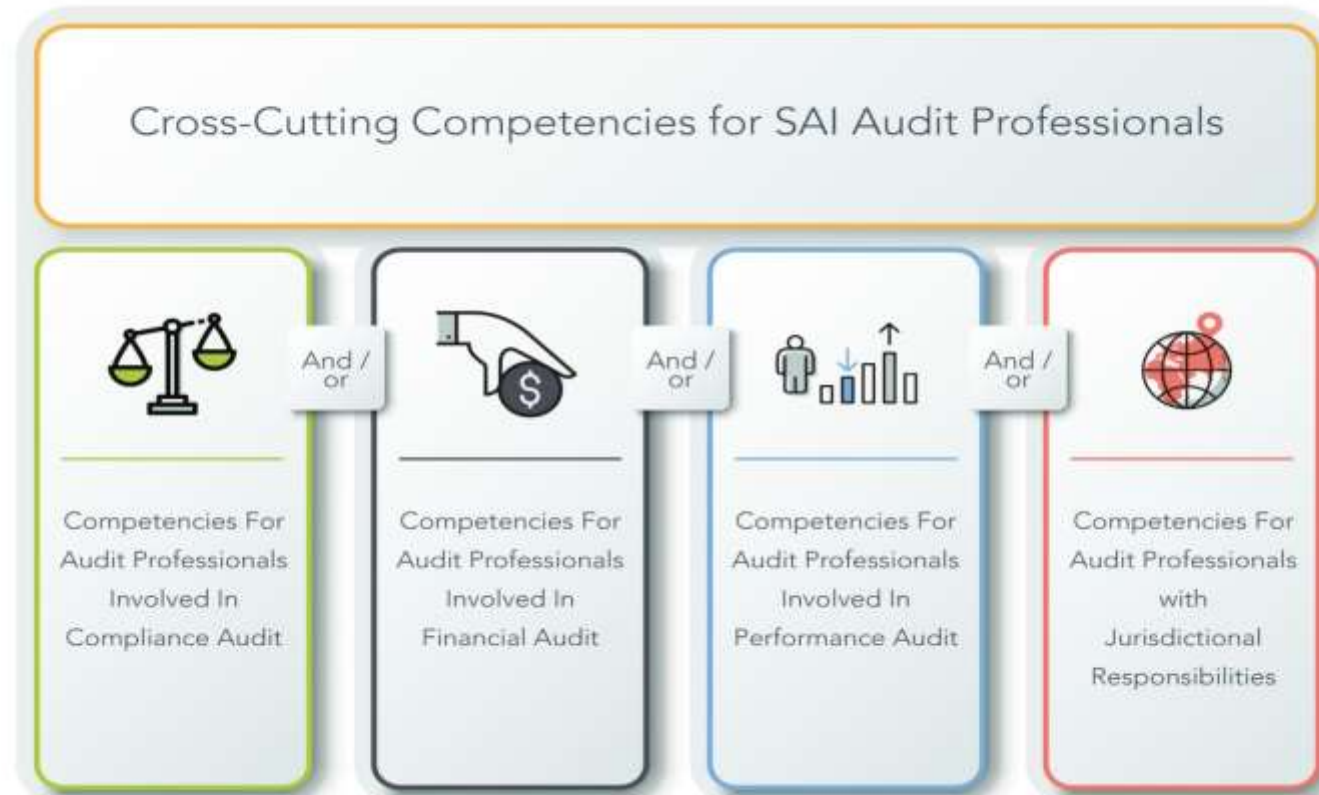 Cross-Cutting Competencies for SAI Audit Professionals
And /
or
And /
or
And /
or
$
Competencies For
Audit Professionals
Involved In
Compliance Audit
Competencies For
Audit Professionals
Involved In
Financial Audit
Competencies For
Audit Professionals
Involved In
Performance Audit
Competencies For
Audit Professionals
with
Jurisdictional
Responsibilities